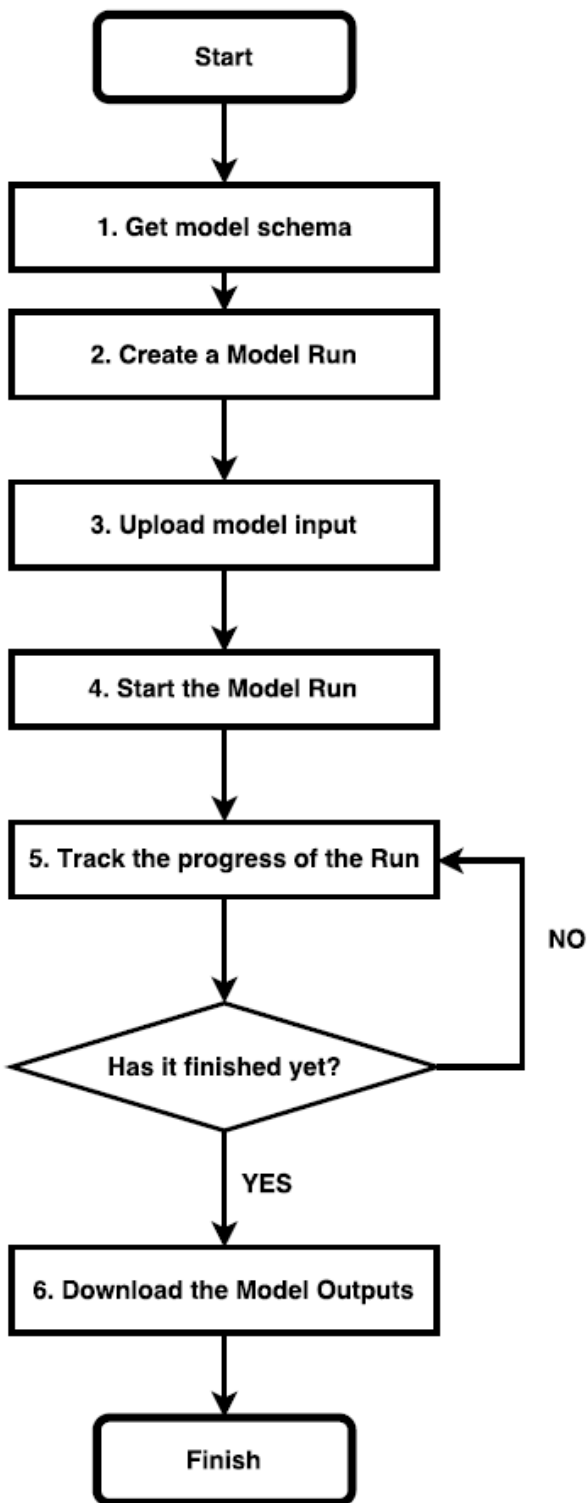 Start
1. Get model schema
2. Create a Model Run
3. Upload model input
4. Start the Model Run
5. Track the progress of the Run
NO
Has it finished yet?
YES
6. Download the Model Outputs
Finish